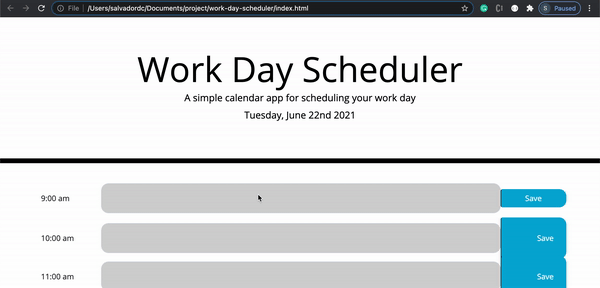 File | /Users/salvadordc/Documents/project/work-day-scheduler/index.html
S Paused
Work Day Scheduler
A simple calendar app for scheduling your work day
Tuesday, June 22nd 2021
9:00 am Save
10:00 am Save
11:00 am Save